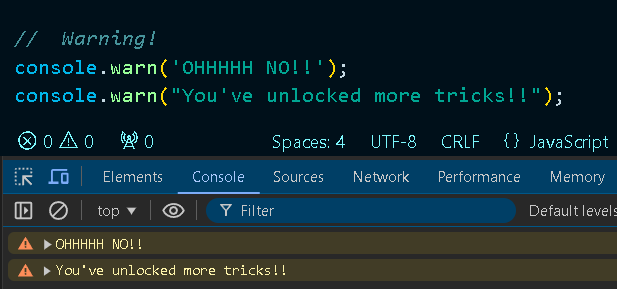 // Warning!
console.warn('OHHHHH NO!!');
console.warn("You've unlocked more tricks!!");
0 0 0 Spaces: 4 UTF-8 CRLF {} JavaScript
Elements Console Sources Network Performance Memory
top Filter Default levels
OHHHHH NO!!
You've unlocked more tricks!!